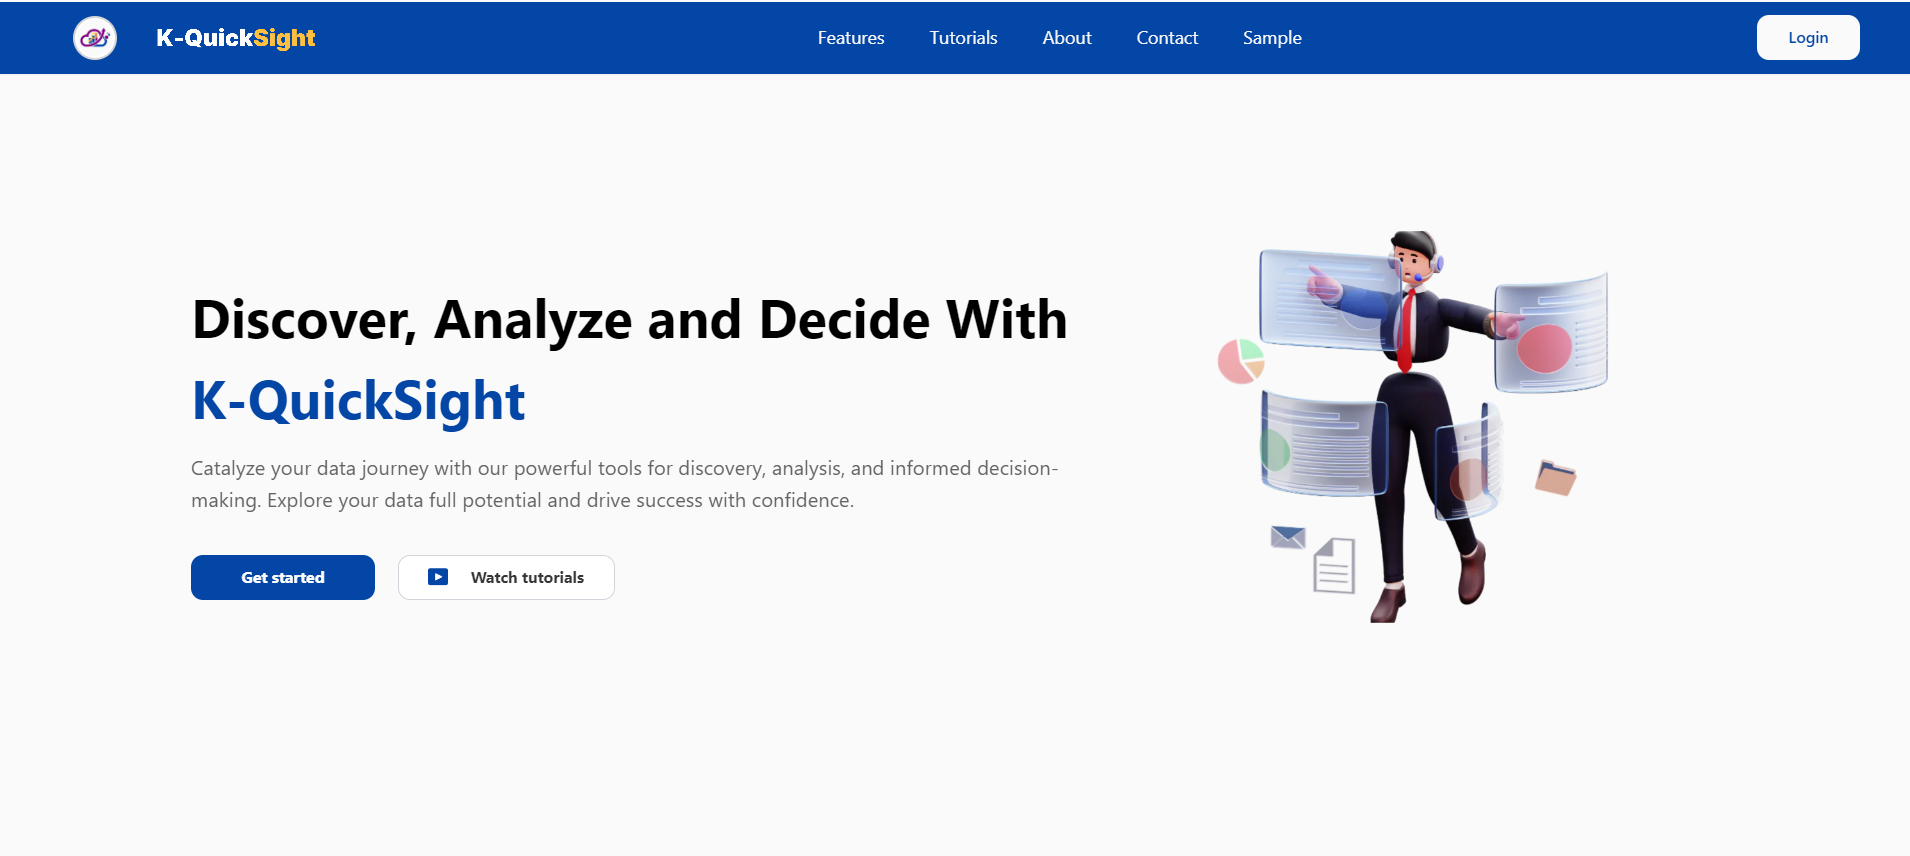 K-QuickSight
Features
Tutorials
About
Contact
Sample
Login
Discover, Analyze and Decide With
K-QuickSight
Catalyze your data journey with our powerful tools for discovery, analysis, and informed decision-
making. Explore your data full potential and drive success with confidence.
Get started
Watch tutorials